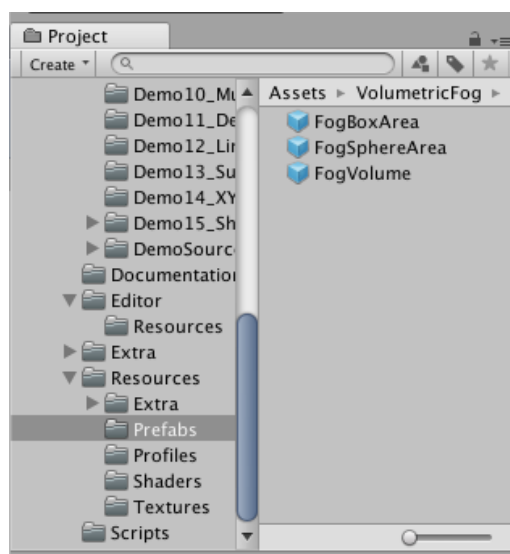 Project
Create
Demo10_Mu
Demo11_De
Demo12_Lir
Demo13_Su
Demo14_XY
Demo15_Sh
DemoSourc
Documentation
Editor
Resources
Extra
Resources
Extra
Prefabs
Profiles
Shaders
Textures
Scripts
Assets ▸ VolumetricFog ▸
FogBoxArea
FogSphereArea
FogVolume